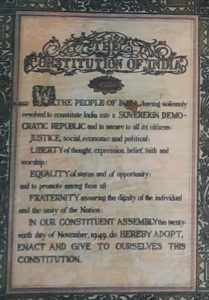 THE
CONSTITUTION OF INDIA
WE, THE PEOPLE OF INDIA, having solemnly
resolved to constitute India into a SOVEREIGN DEMO-
CRATIC REPUBLIC and to secure to all its citizens:
JUSTICE, social, economic and political;
LIBERTY of thought, expression, belief, faith and
worship;
EQUALITY of status and of opportunity;
and to promote among them all
FRATERNITY assuring the dignity of the individual
and the unity of the Nation;
IN OUR CONSTITUENT ASSEMBLY this twenty-
sixth day of November, 1949, do HEREBY ADOPT,
ENACT AND GIVE TO OURSELVES THIS
CONSTITUTION.